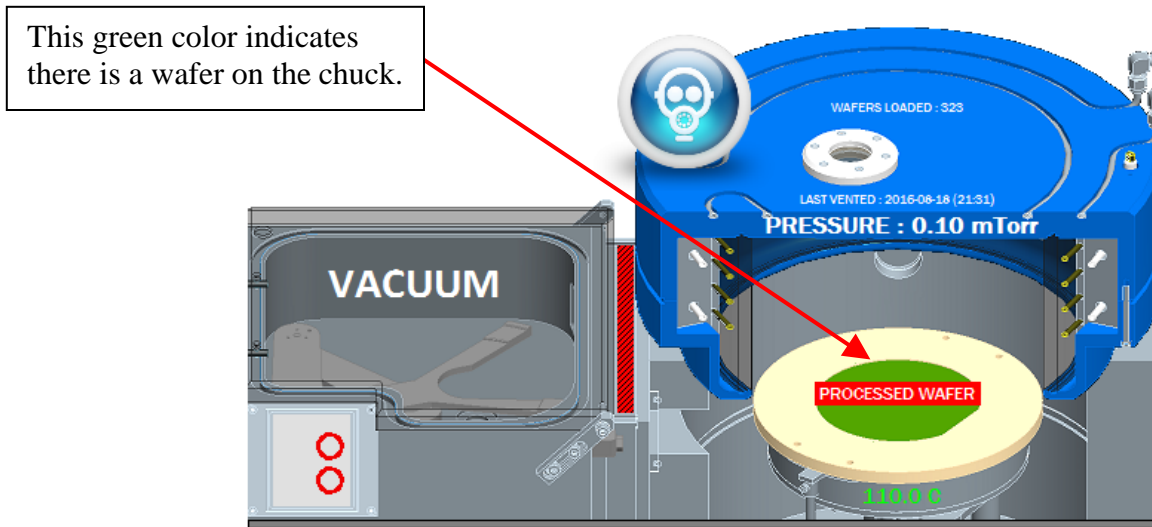 This green color indicates
there is a wafer on the chuck.
WAFERS LOADED : 323
LAST VENTED : 2016-08-18 (21:31)
PRESSURE : 0.10 mTorr
VACUUM
PROCESSED WAFER
110.0 C